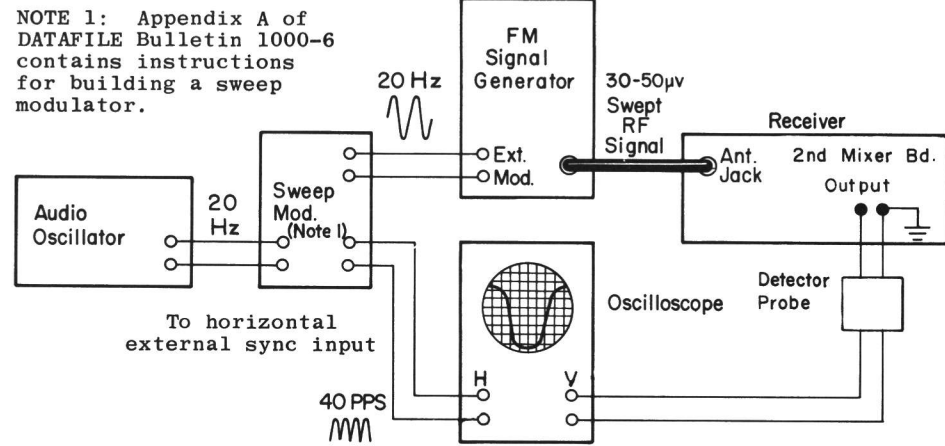 NOTE 1: Appendix A of
DATAFILE Bulletin 1000-6
contains instructions
for building a sweep
modulator.
20 Hz
FM
Signal
Generator
Ext.
Mod.
30-50μv
Swept
RF
Signal
Receiver
Ant.
Jack
2nd Mixer Bd.
Output
Audio
Oscillator
20
Hz
Sweep
Mod.
(Note 1)
To horizontal
external sync input
40 PPS
H
V
Oscilloscope
Detector
Probe